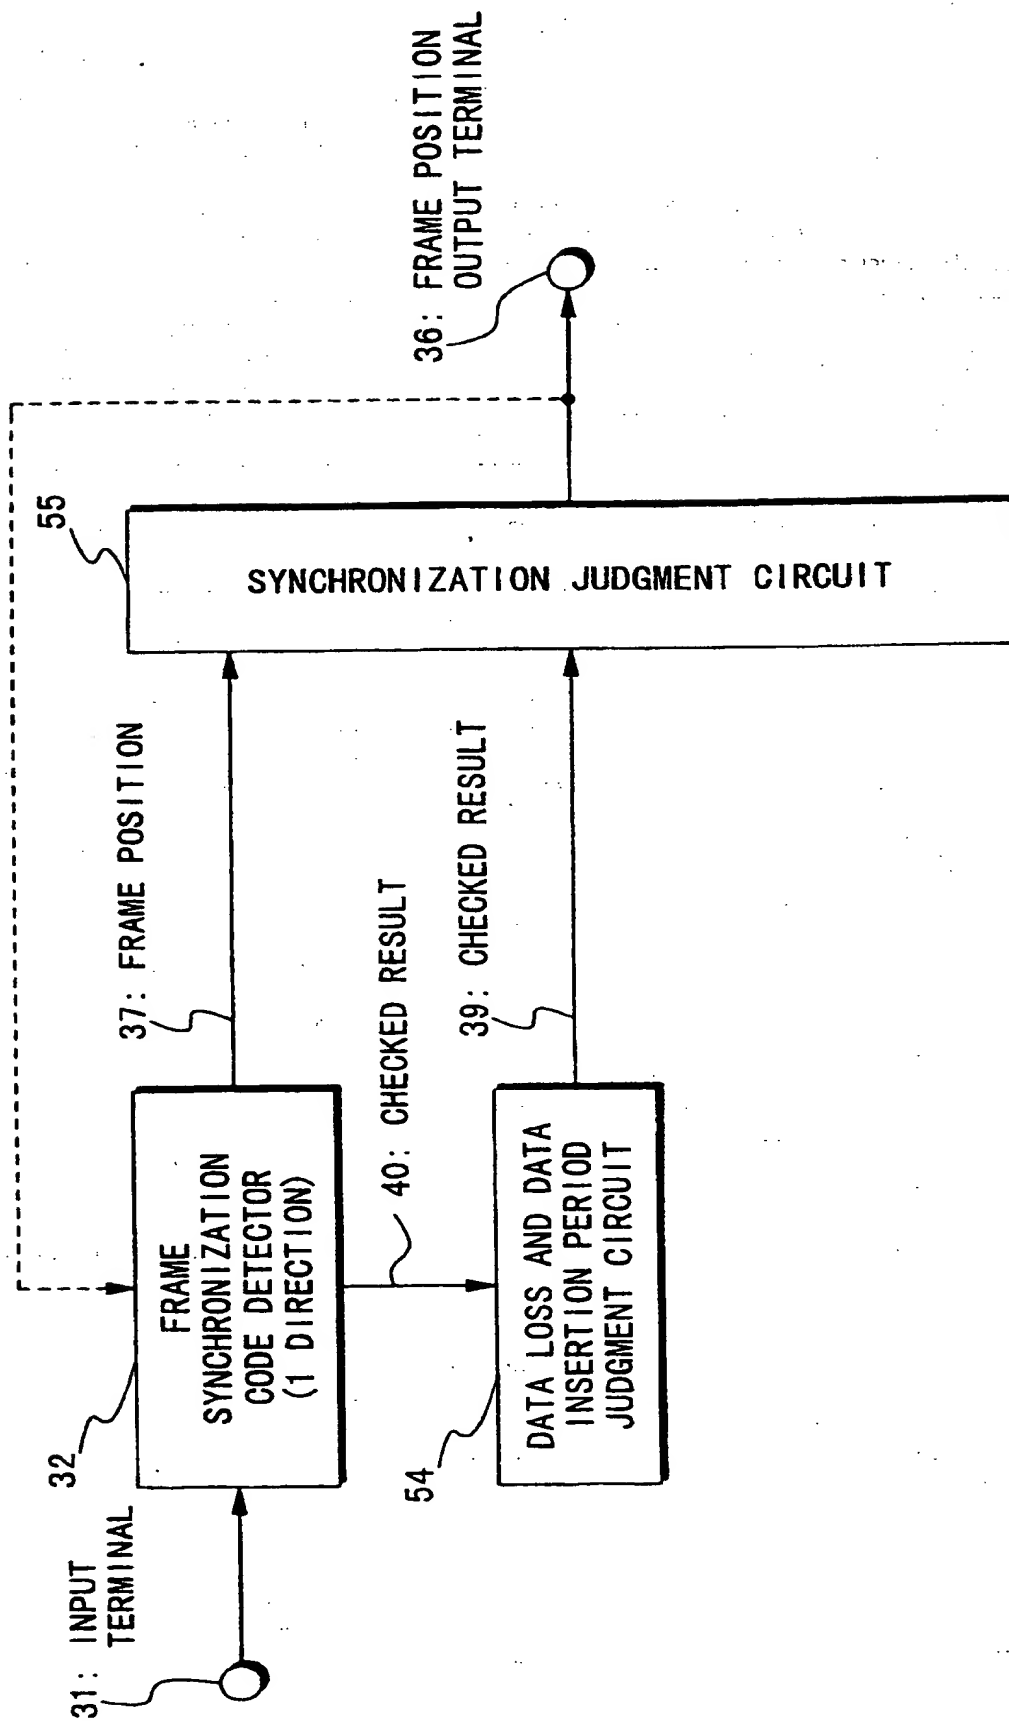 31: INPUT
TERMINAL
32
FRAME
SYNCHRONIZATION
CODE DETECTOR
(1 DIRECTION)
37: FRAME POSITION
40: CHECKED RESULT
54
DATA LOSS AND DATA
INSERTION PERIOD
JUDGMENT CIRCUIT
39: CHECKED RESULT
55
SYNCHRONIZATION JUDGMENT CIRCUIT
36: FRAME POSITION
OUTPUT TERMINAL